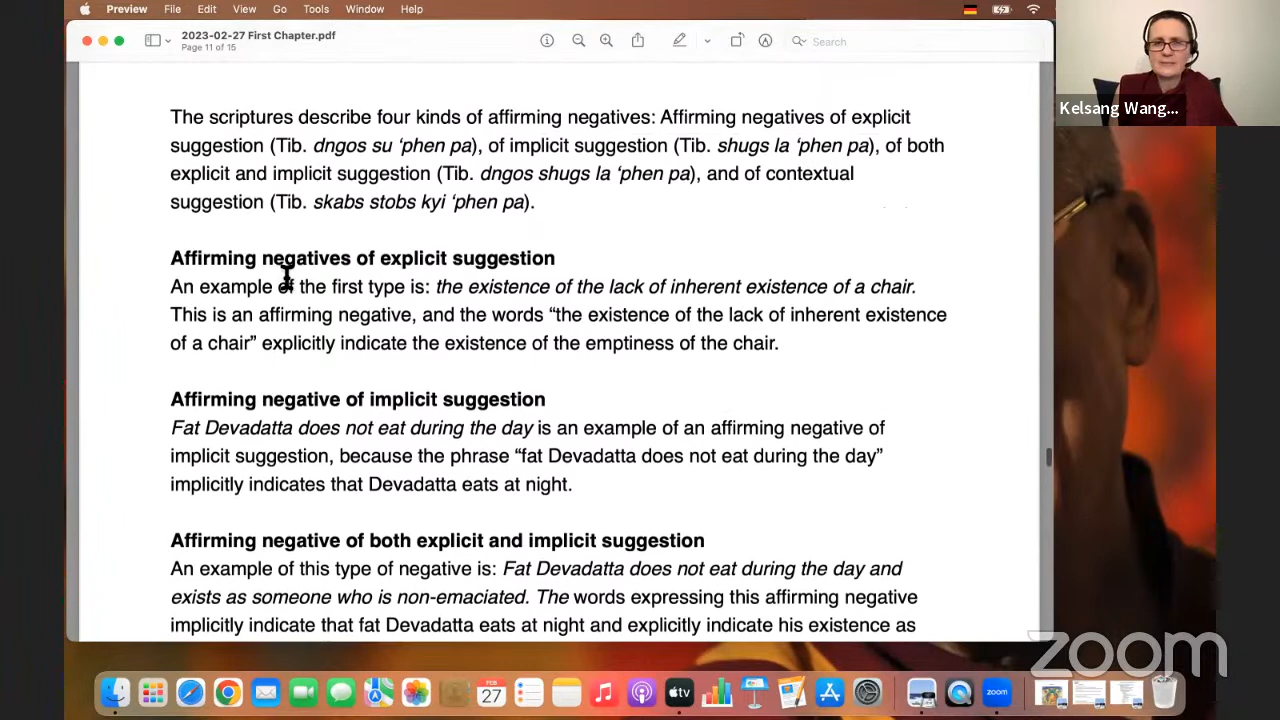 Preview File Edit View Go Tools Window Help
2023-02-27 First Chapter.pdf
Page 11 of 15
Search
Kelsang Wang...
The scriptures describe four kinds of affirming negatives: Affirming negatives of explicit
suggestion (Tib. dngos su ‘phen pa), of implicit suggestion (Tib. shugs la ‘phen pa), of both
explicit and implicit suggestion (Tib. dngos shugs la ‘phen pa), and of contextual
suggestion (Tib. skabs stobs kyi ‘phen pa).
Affirming negatives of explicit suggestion
An example of the first type is: the existence of the lack of inherent existence of a chair.
This is an affirming negative, and the words “the existence of the lack of inherent existence
of a chair” explicitly indicate the existence of the emptiness of the chair.
Affirming negative of implicit suggestion
Fat Devadatta does not eat during the day is an example of an affirming negative of
implicit suggestion, because the phrase “fat Devadatta does not eat during the day”
implicitly indicates that Devadatta eats at night.
Affirming negative of both explicit and implicit suggestion
An example of this type of negative is: Fat Devadatta does not eat during the day and
exists as someone who is non-emaciated. The words expressing this affirming negative
implicitly indicate that fat Devadatta eats at night and explicitly indicate his existence as
zoom
FEB
27
tv
zoom